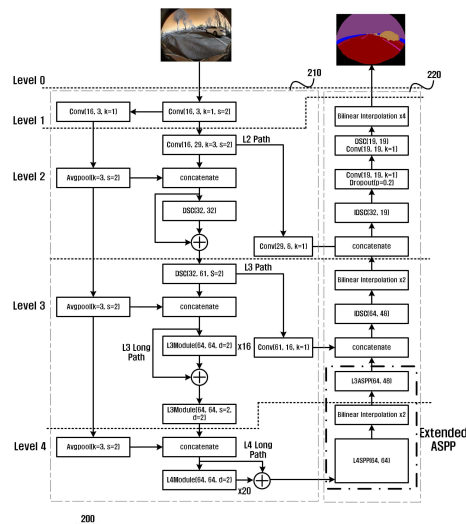 210
220
Level 0
Conv(16, 3, k=1)
Conv(16, 3, k=1, s=2)
Bilinear Interpolation x4
Level 1
Conv(16, 29, k=3, s=2)
L2 Path
DSC(19, 19)
Conv(19, 19, k=1)
Level 2
Avgpool(k=3, s=2)
concatenate
Conv(19, 19, k=1)
Dropout(p=0.2)
DSC(32, 32)
IDSC(32, 19)
Conv(29, 6, k=1)
concatenate
DSC(32, 61, S=2)
L3 Path
Bilinear Interpolation x2
Level 3
Avgpool(k=3, s=2)
concatenate
IDSC(64, 46)
L3 Long
Path
L3Module(64, 64, d=2)
x16
Conv(61, 16, k=1)
concatenate
L3ASPP(64, 48)
L3Module(64, 64, s=2,
d=2)
Bilinear Interpolation x2
Extended
ASPP
Level 4
Avgpool(k=3, s=2)
concatenate
L4 Long
Path
L4Module(64, 64, d=2)
x20
L4SPP(64, 64)
200